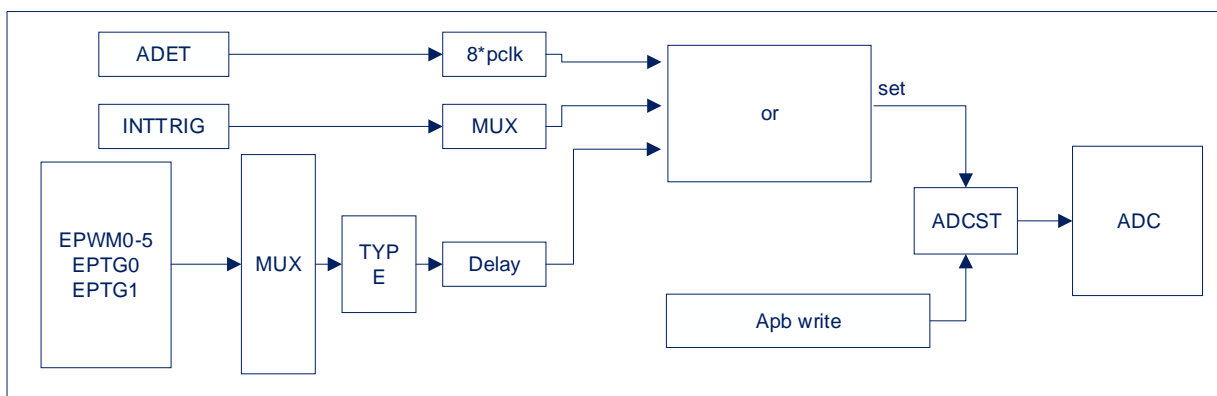 ADET
8*pclk
INTTRIG
MUX
or
set
EPWM0-5
EPTG0
EPTG1
MUX
TYP
E
Delay
ADCST
ADC
Apb write